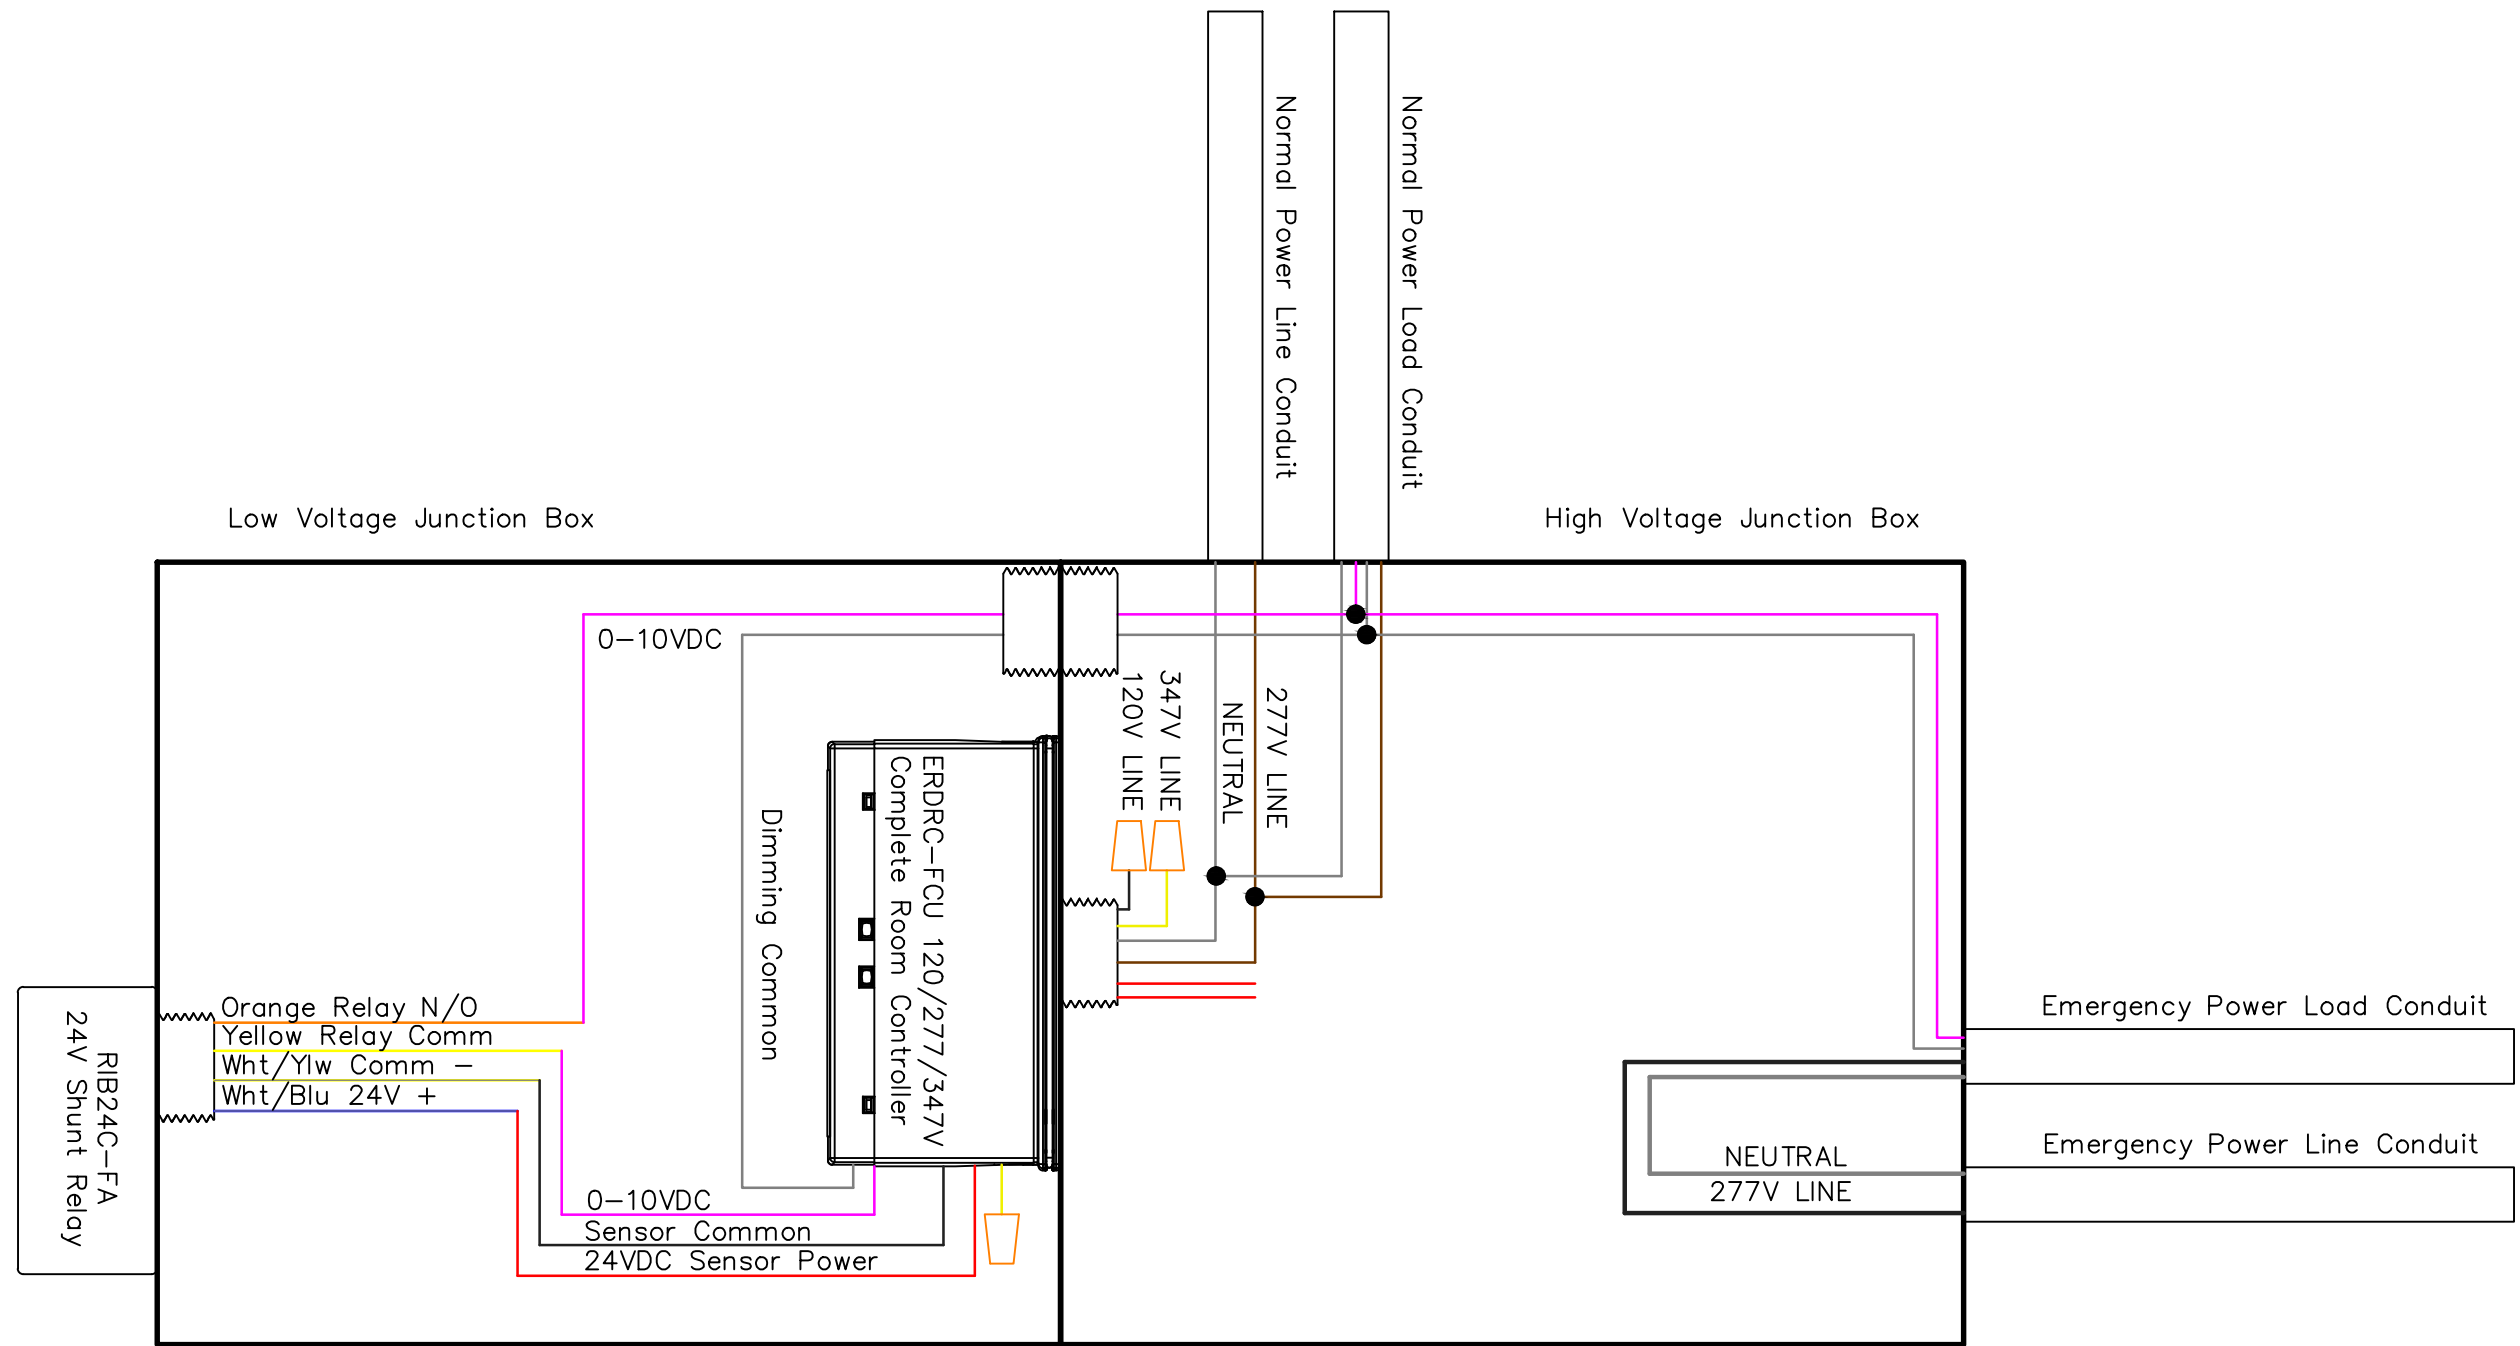 Normal Power Line Conduit
Normal Power Load Conduit
Low Voltage Junction Box
High Voltage Junction Box
0-10VDC
120V LINE
347V LINE
NEUTRAL
277V LINE
Dimming Common
ERDRC-FCU 120/277/347V
Complete Room Controller
Orange Relay N/O
Yellow Relay Comm
Wht/Ylw Comm -
Wht/Blu 24V +
RIB24C-FA
24V Shunt Relay
0-10VDC
Sensor Common
24VDC Sensor Power
Emergency Power Load Conduit
Emergency Power Line Conduit
NEUTRAL
277V LINE